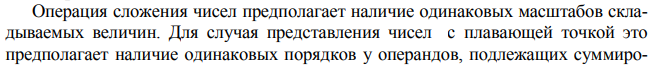 Операция сложения чисел предполагает наличие одинаковых масштабов скла-
дываемых величин. Для случая представления чисел с плавающей точкой это
предполагает наличие одинаковых порядков у операндов, подлежащих суммиро-